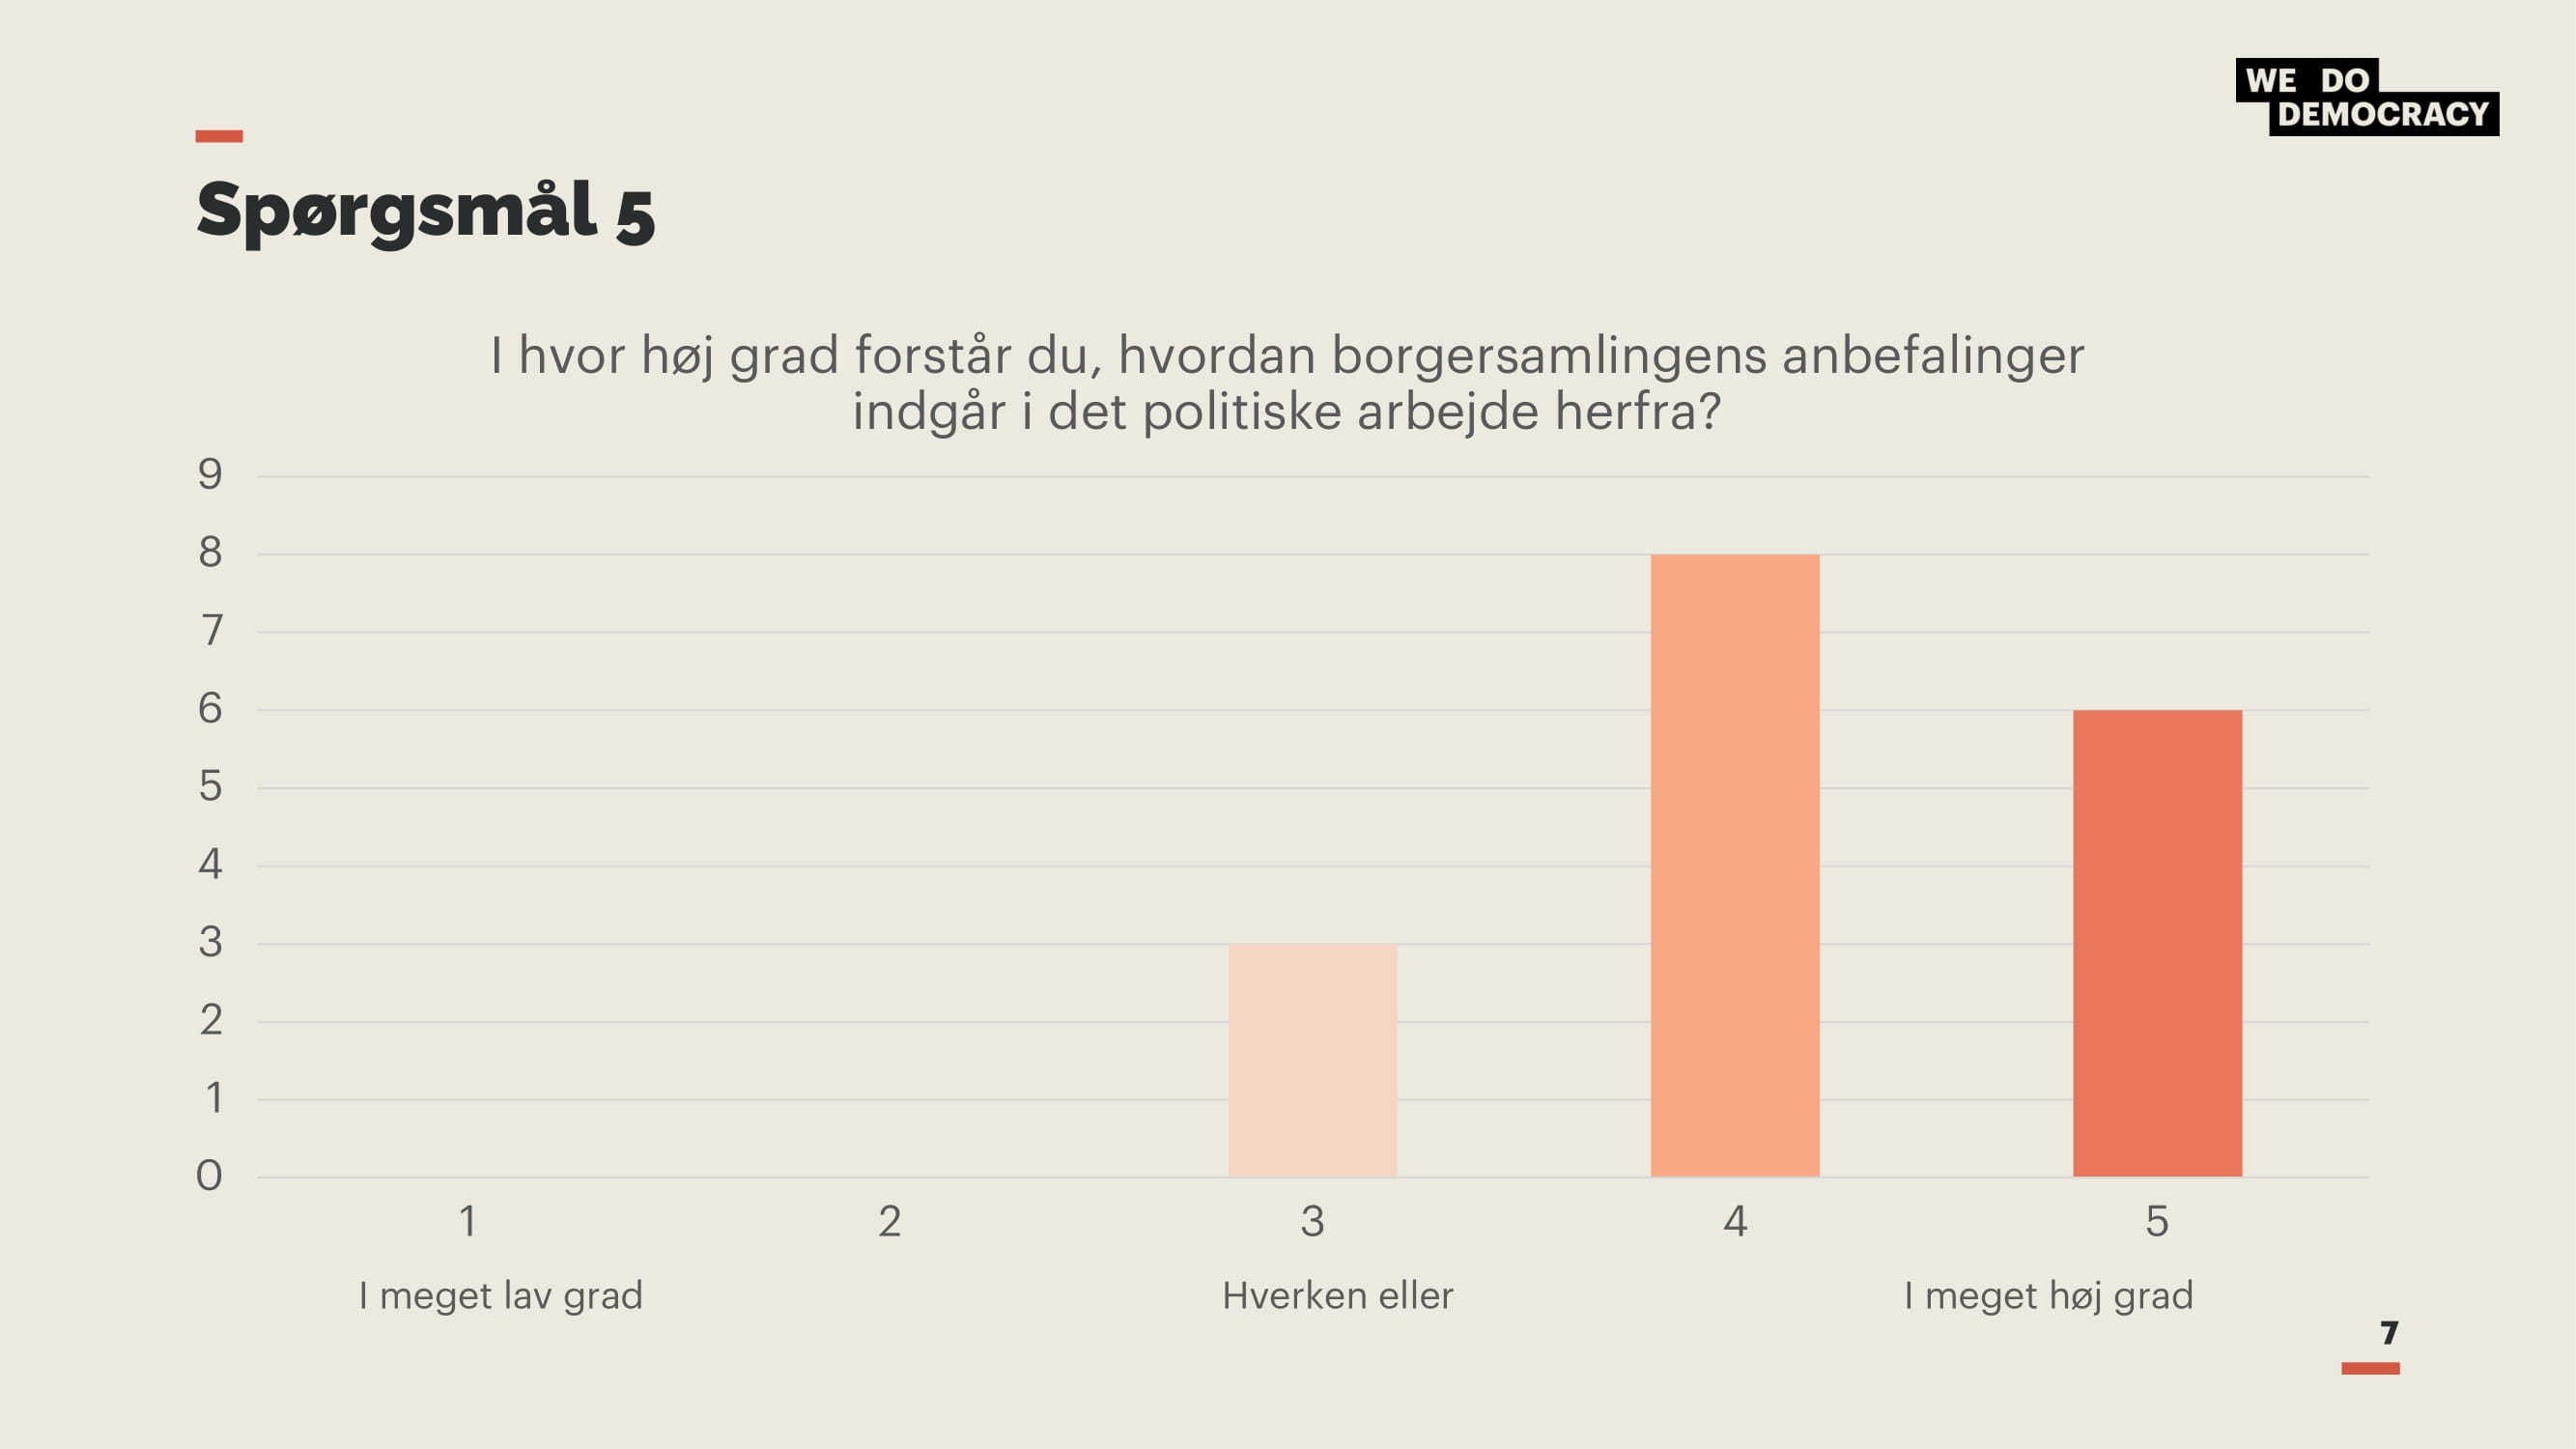 WE DO
DEMOCRACY
Spørgsmål 5
I hvor høj grad forstår du, hvordan borgersamlingens anbefalinger
indgår i det politiske arbejde herfra?
9
8
7
6
5
4
3
2
1
0
1 2 3 4 5
I meget lav grad Hverken eller I meget høj grad
7